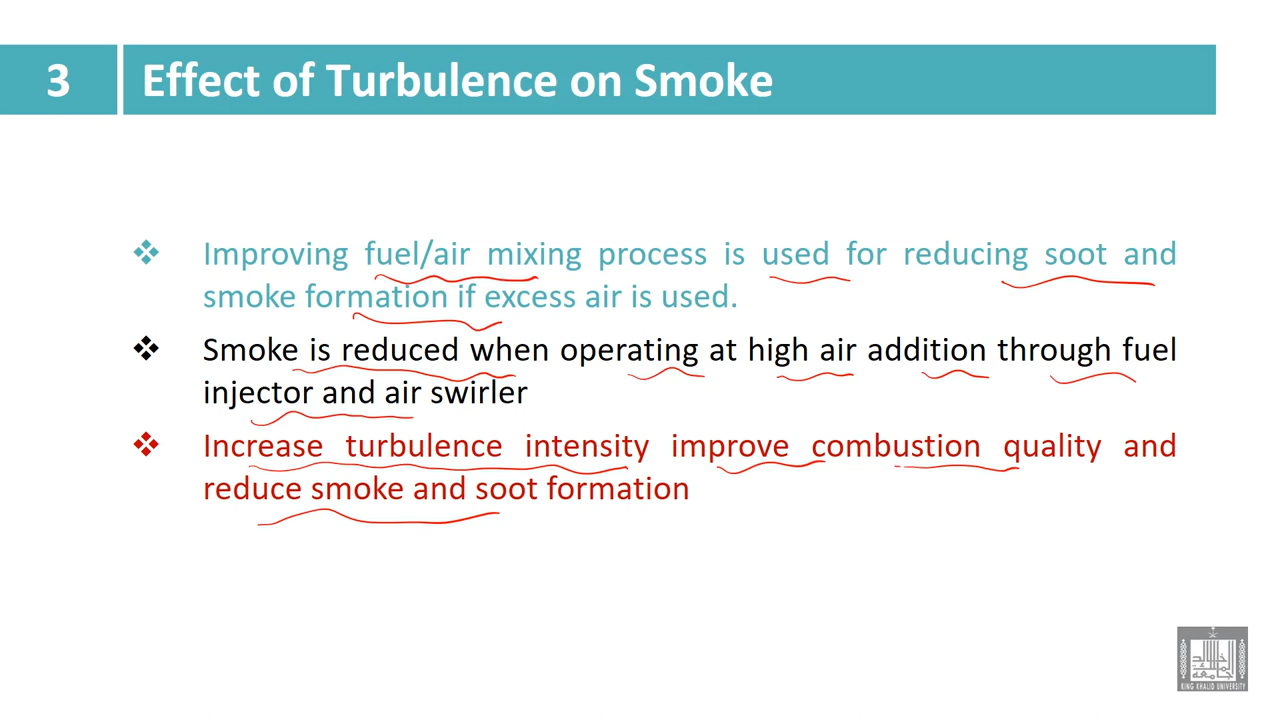 3
Effect of Turbulence on Smoke
Improving fuel/air mixing process is used for reducing soot and
smoke formation if excess air is used.
Smoke is reduced when operating at high air addition through fuel
injector and air swirler
Increase turbulence intensity improve combustion quality and
reduce smoke and soot formation
KING KHALID UNIVERSITY